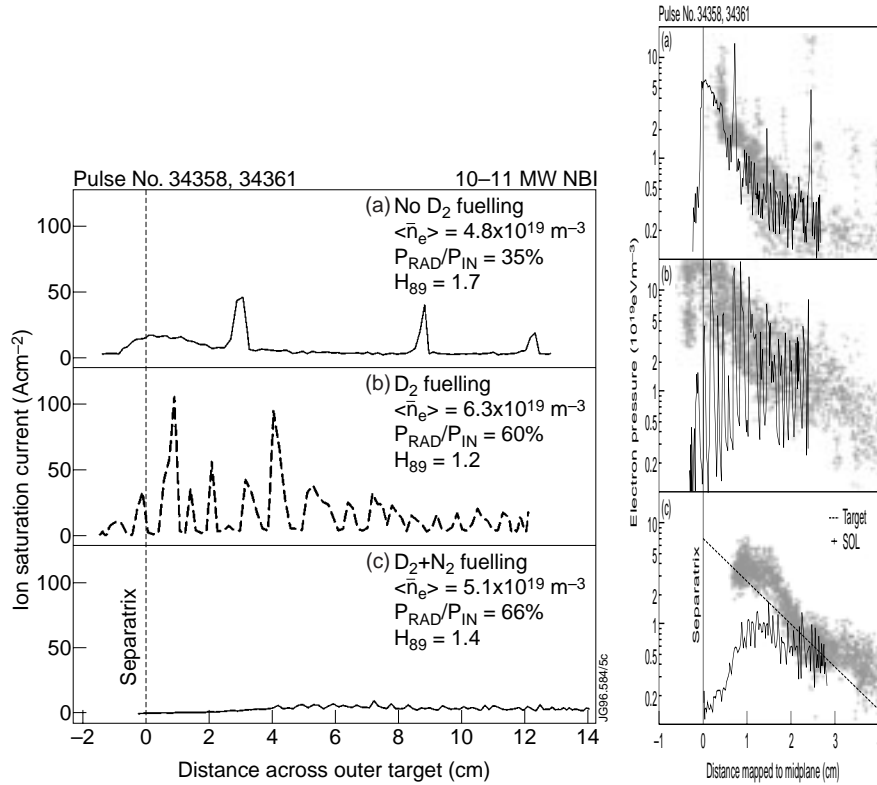 Pulse No. 34358, 34361
10–11 MW NBI
(a) No D2 fuelling
<n̄e> = 4.8x10^19 m^–3
PRAD/PIN = 35%
H89 = 1.7
100
50
0
(b) D2 fuelling
<n̄e> = 6.3x10^19 m^–3
PRAD/PIN = 60%
H89 = 1.2
100
50
0
(c) D2+N2 fuelling
<n̄e> = 5.1x10^19 m^–3
PRAD/PIN = 66%
H89 = 1.4
100
50
0
Separatrix
Ion saturation current (Acm^–2)
–2 0 2 4 6 8 10 12 14
Distance across outer target (cm)
JG96.584/5c
Pulse No. 34358, 34361
(a)
10
5
2
1
0.5
0.2
(b)
10
5
2
1
0.5
0.2
(c)
10
5
2
1
0.5
0.2
--- Target
+ SOL
Separatrix
Electron pressure (10^19eVm^–3)
–1 0 1 2 3
Distance mapped to midplane (cm)